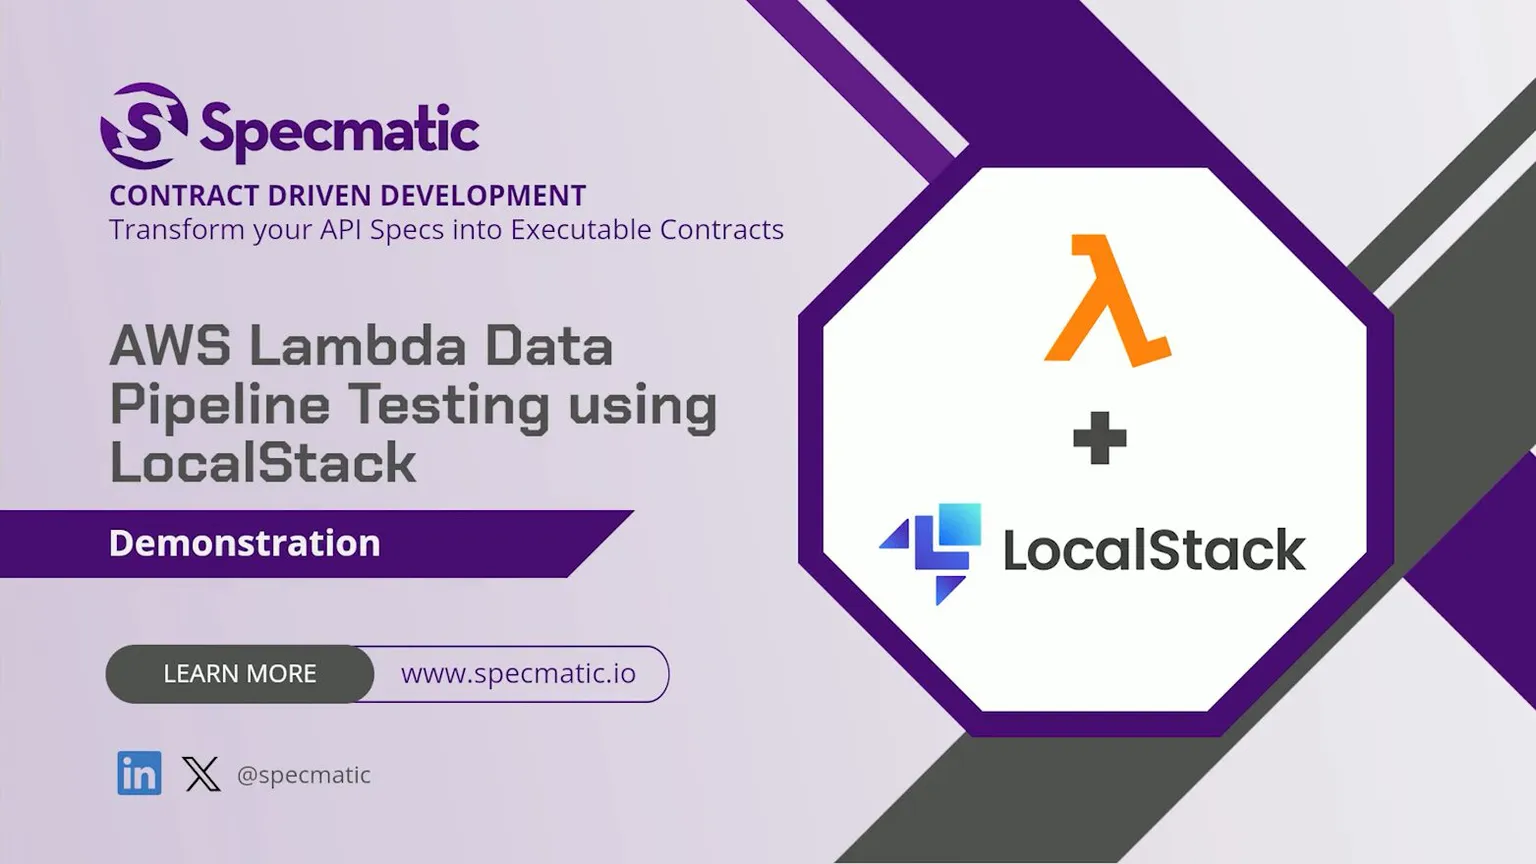 Specmatic
CONTRACT DRIVEN DEVELOPMENT
Transform your API Specs into Executable Contracts
AWS Lambda Data
Pipeline Testing using
LocalStack
Demonstration
LEARN MORE
www.specmatic.io
in
@specmatic
λ
+
LocalStack